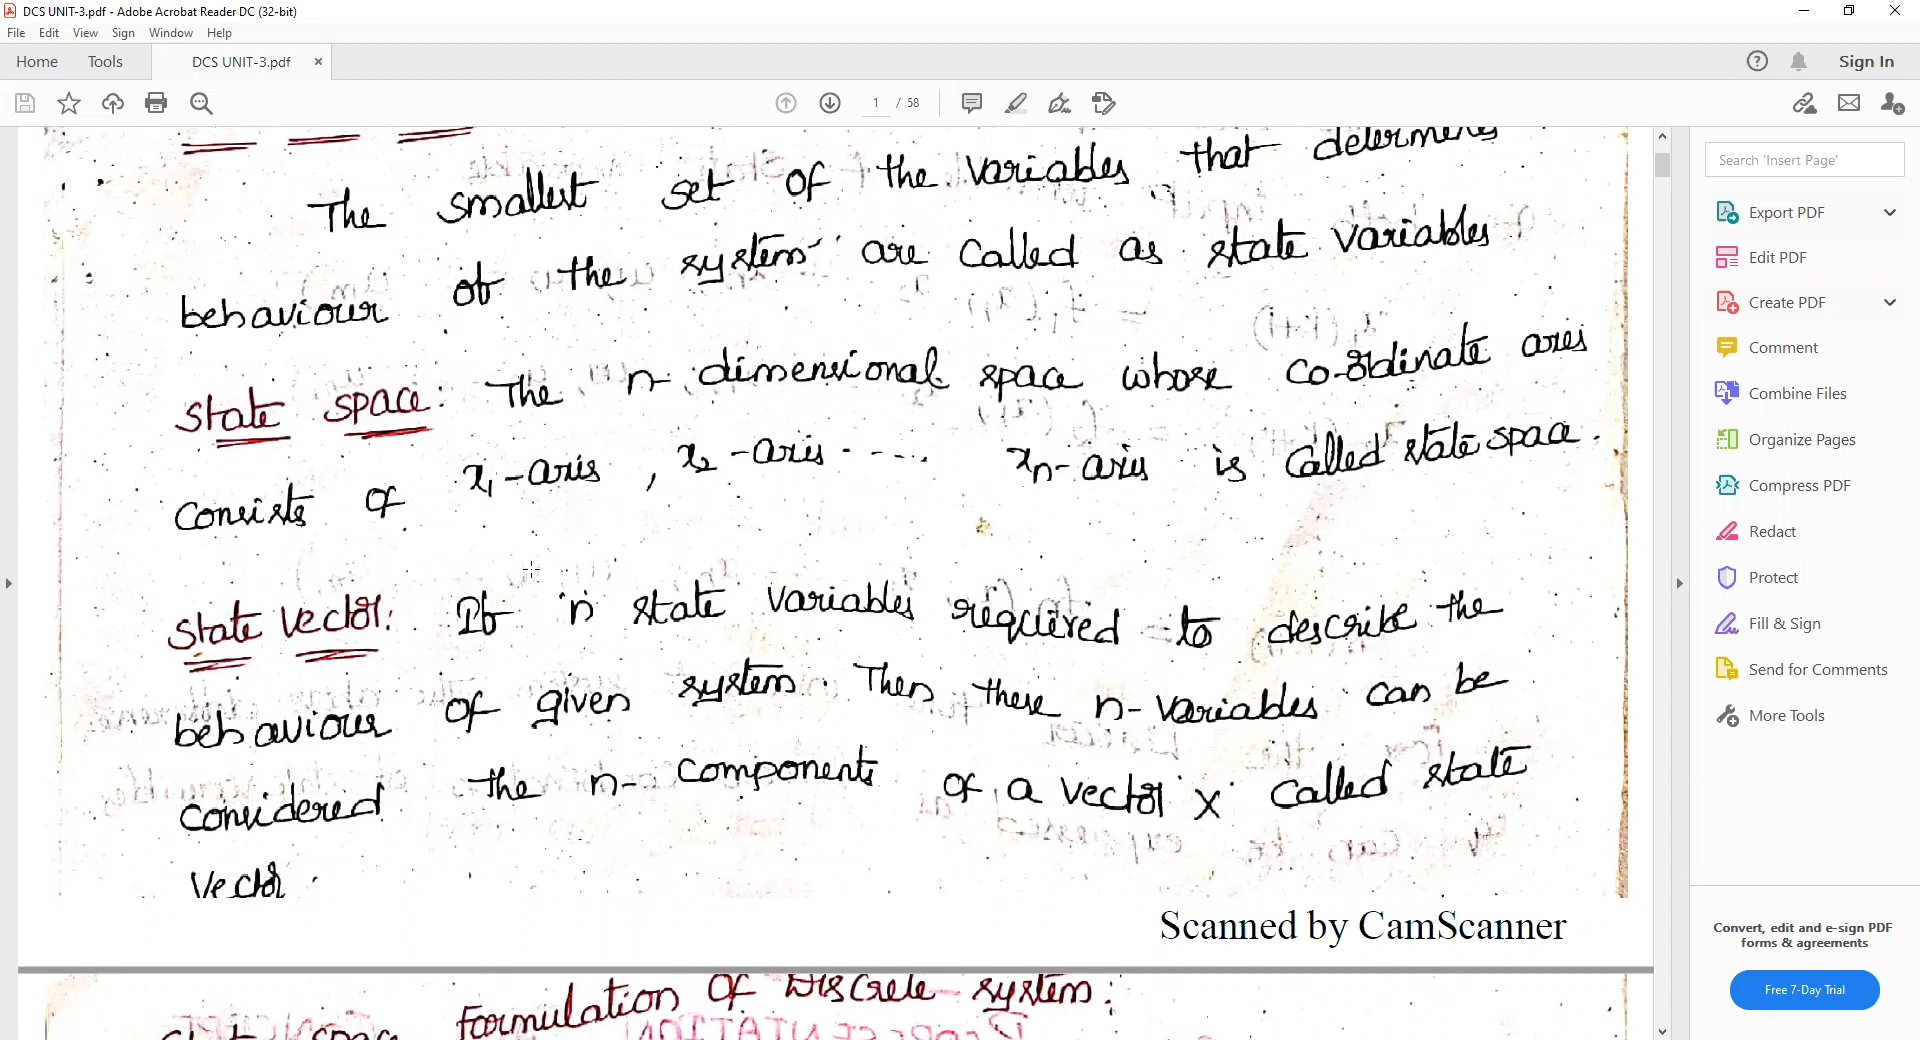 DCS UNIT-3.pdf - Adobe Acrobat Reader DC (32-bit)
File Edit View Sign Window Help
Home Tools DCS UNIT-3.pdf × Sign In
1 / 58
The smallest set of the variables that determines
behaviour of the system are called as state variables
State space: The n-dimensional space whose co-ordinate axis
consists of x1-axis, x2-axis ..... xn-axis is called state space.
State vector: If 'n' state variables required to describe the
behaviour of given system. Then these n-variables can be
considered the n-components of a vector 'x' called state
vector.
Scanned by CamScanner
state space Formulation of Discrete-system:
Search 'Insert Page'
Export PDF
Edit PDF
Create PDF
Comment
Combine Files
Organize Pages
Compress PDF
Redact
Protect
Fill & Sign
Send for Comments
More Tools
Convert, edit and e-sign PDF
forms & agreements
Free 7-Day Trial